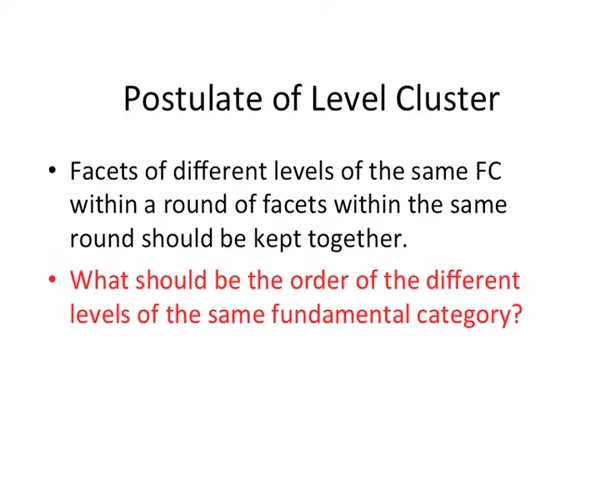 Postulate of Level Cluster
• Facets of different levels of the same FC
within a round of facets within the same
round should be kept together.
• What should be the order of the different
levels of the same fundamental category?